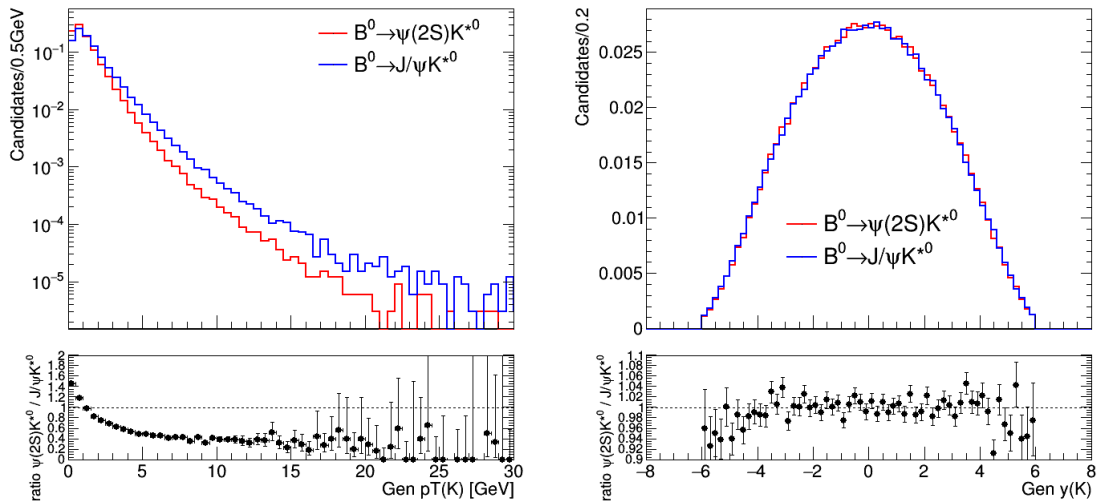 Candidates/0.5GeV
10⁻¹
10⁻²
10⁻³
10⁻⁴
10⁻⁵
B⁰→ψ(2S)K*⁰
B⁰→J/ψK*⁰
ratio ψ(2S)K*⁰ / J/ψK*⁰
2
1.8
1.6
1.4
1.2
1
0.8
0.6
0.4
0.2
0
0 5 10 15 20 25 30
Gen pT(K) [GeV]
Candidates/0.2
0.025
0.02
0.015
0.01
0.005
0
B⁰→ψ(2S)K*⁰
B⁰→J/ψK*⁰
ratio ψ(2S)K*⁰ / J/ψK*⁰
1.1
1.08
1.06
1.04
1.02
1
0.98
0.96
0.94
0.92
0.9
−8 −6 −4 −2 0 2 4 6 8
Gen y(K)